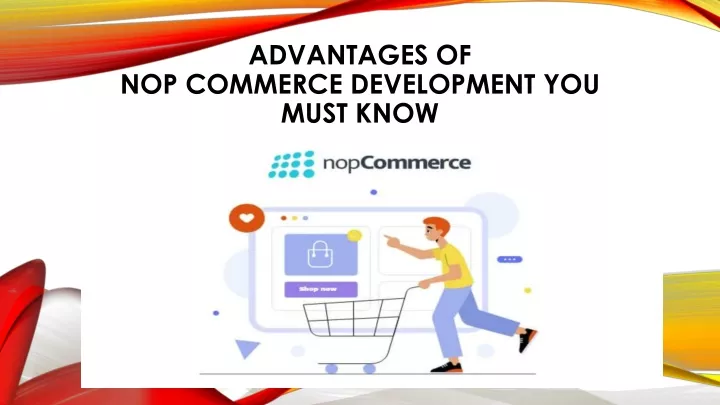 ADVANTAGES OF
NOP COMMERCE DEVELOPMENT YOU
MUST KNOW
nopCommerce
Shop now